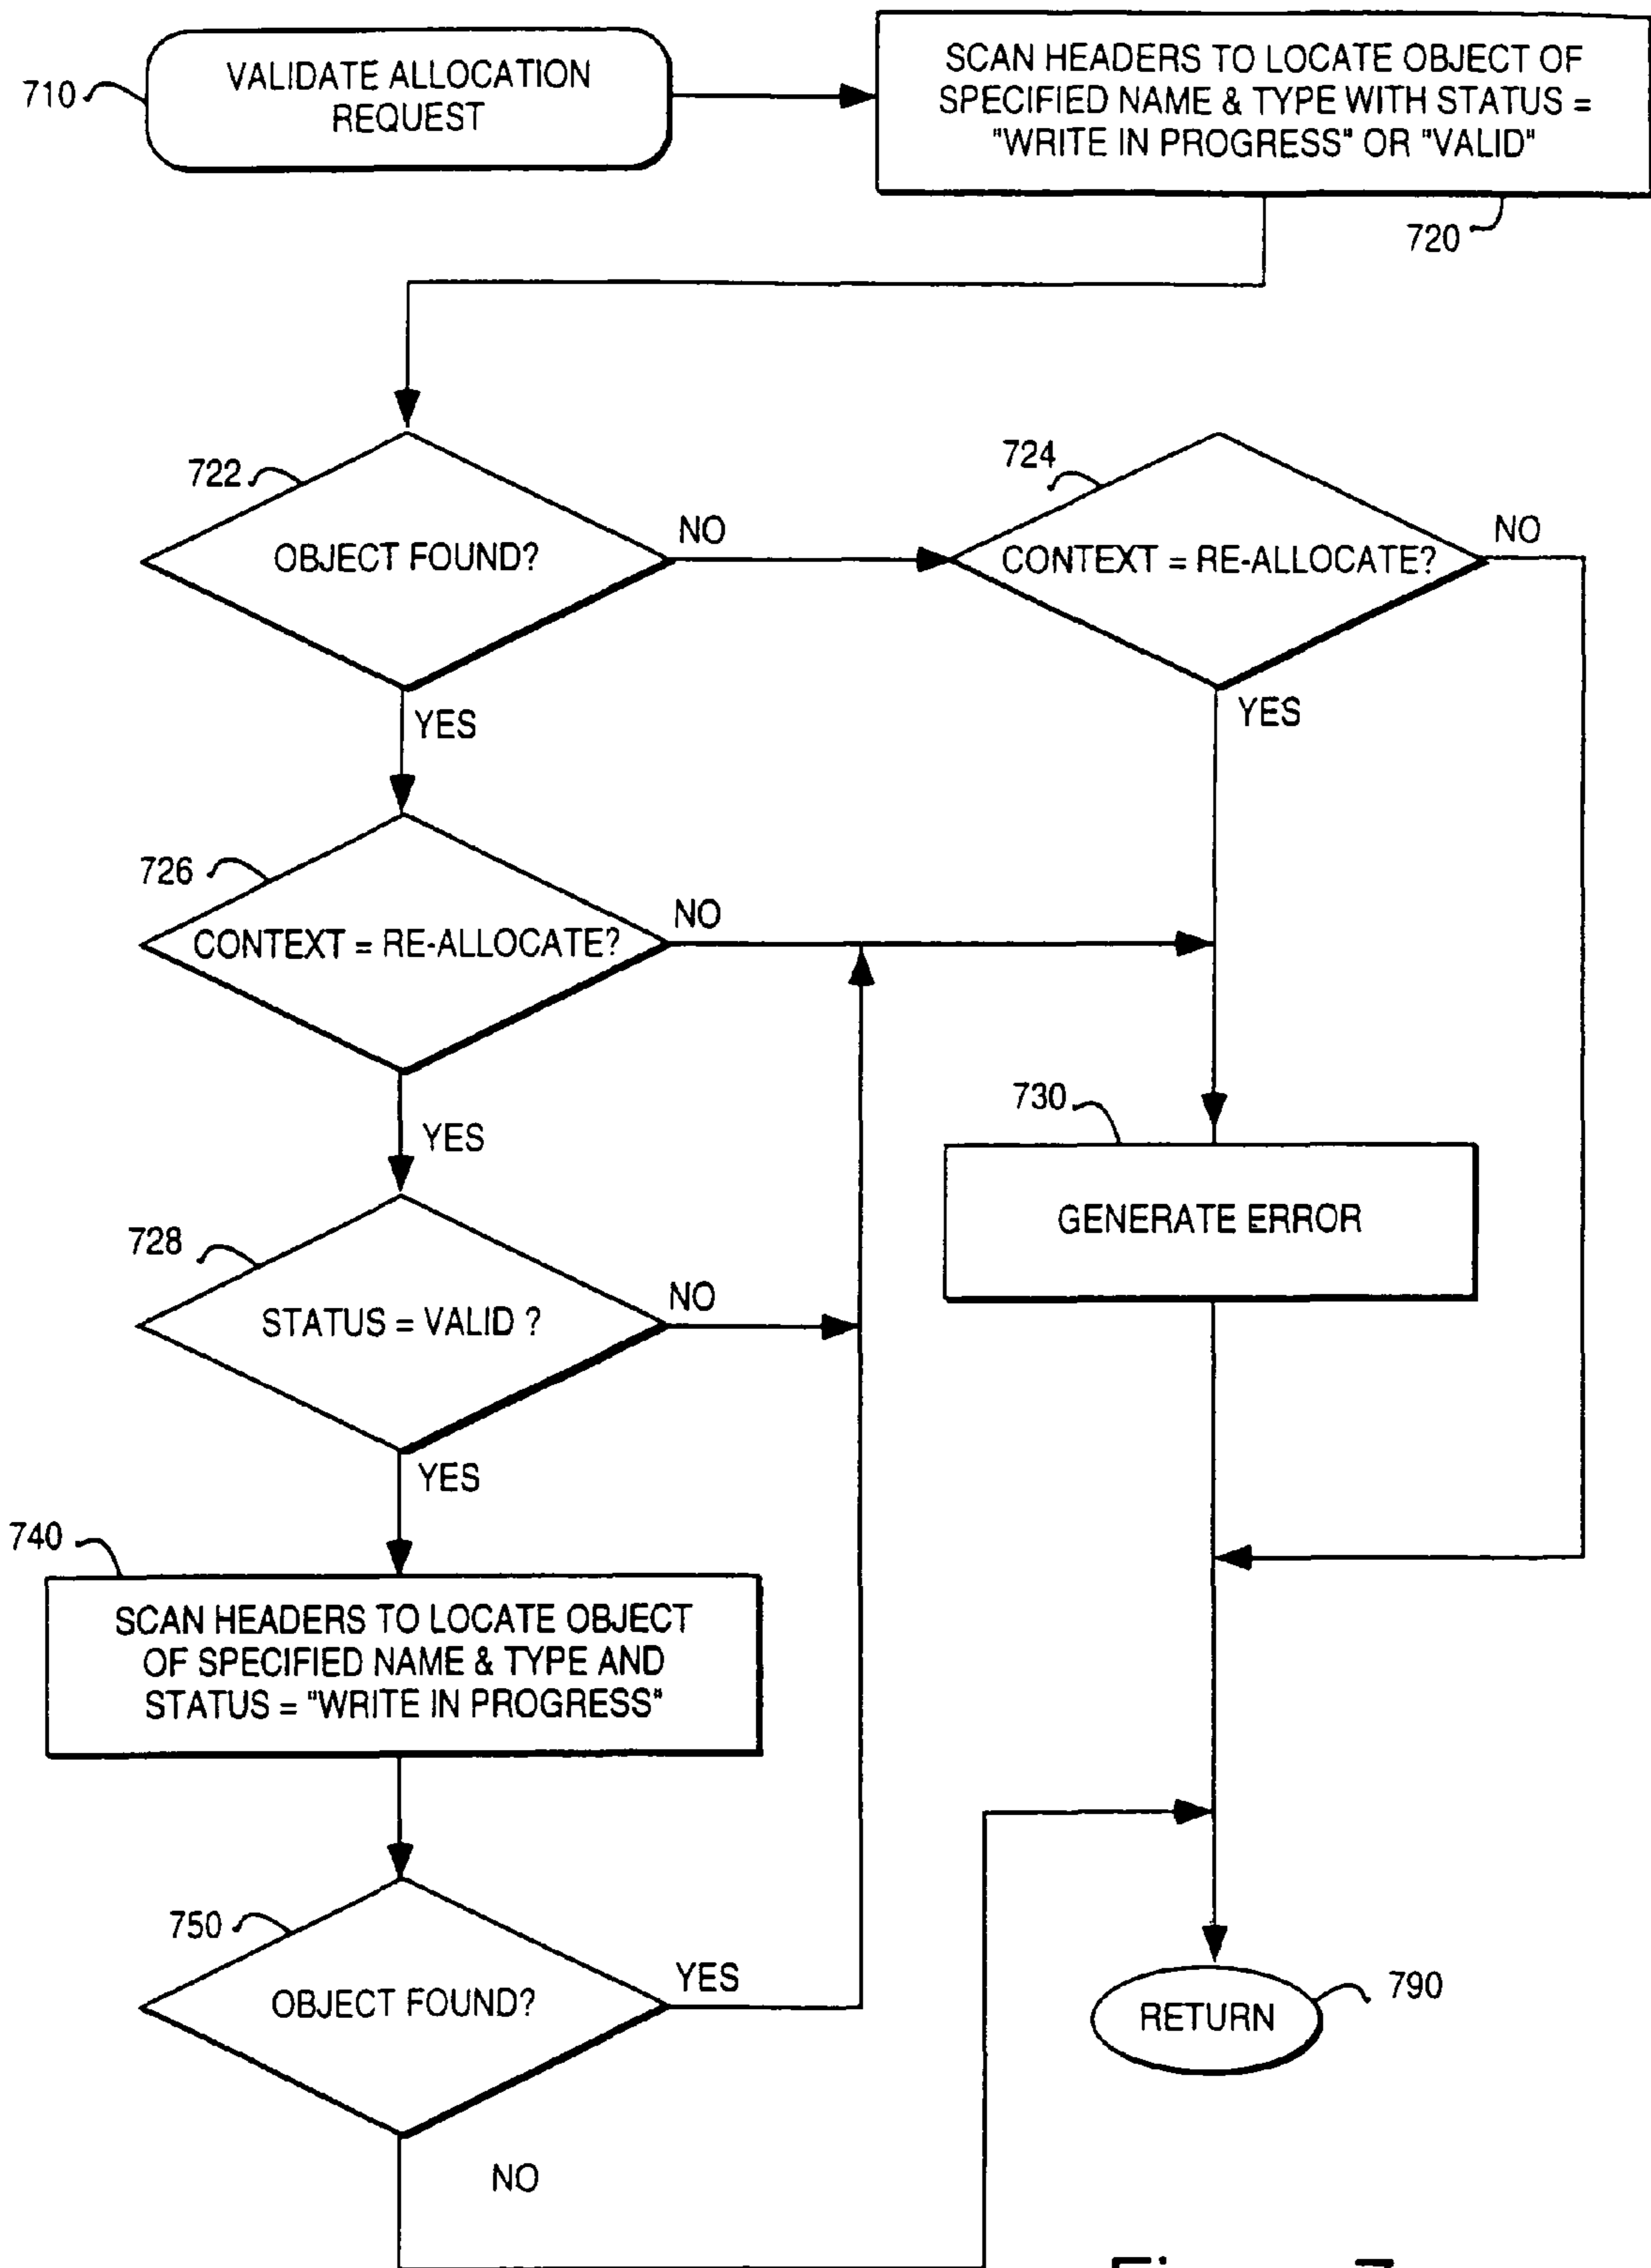 710
VALIDATE ALLOCATION
REQUEST
SCAN HEADERS TO LOCATE OBJECT OF
SPECIFIED NAME & TYPE WITH STATUS =
"WRITE IN PROGRESS" OR "VALID"
720
722
OBJECT FOUND?
NO
YES
724
CONTEXT = RE-ALLOCATE?
NO
YES
726
CONTEXT = RE-ALLOCATE?
NO
YES
730
GENERATE ERROR
728
STATUS = VALID ?
NO
YES
740
SCAN HEADERS TO LOCATE OBJECT
OF SPECIFIED NAME & TYPE AND
STATUS = "WRITE IN PROGRESS"
750
OBJECT FOUND?
YES
NO
RETURN
790